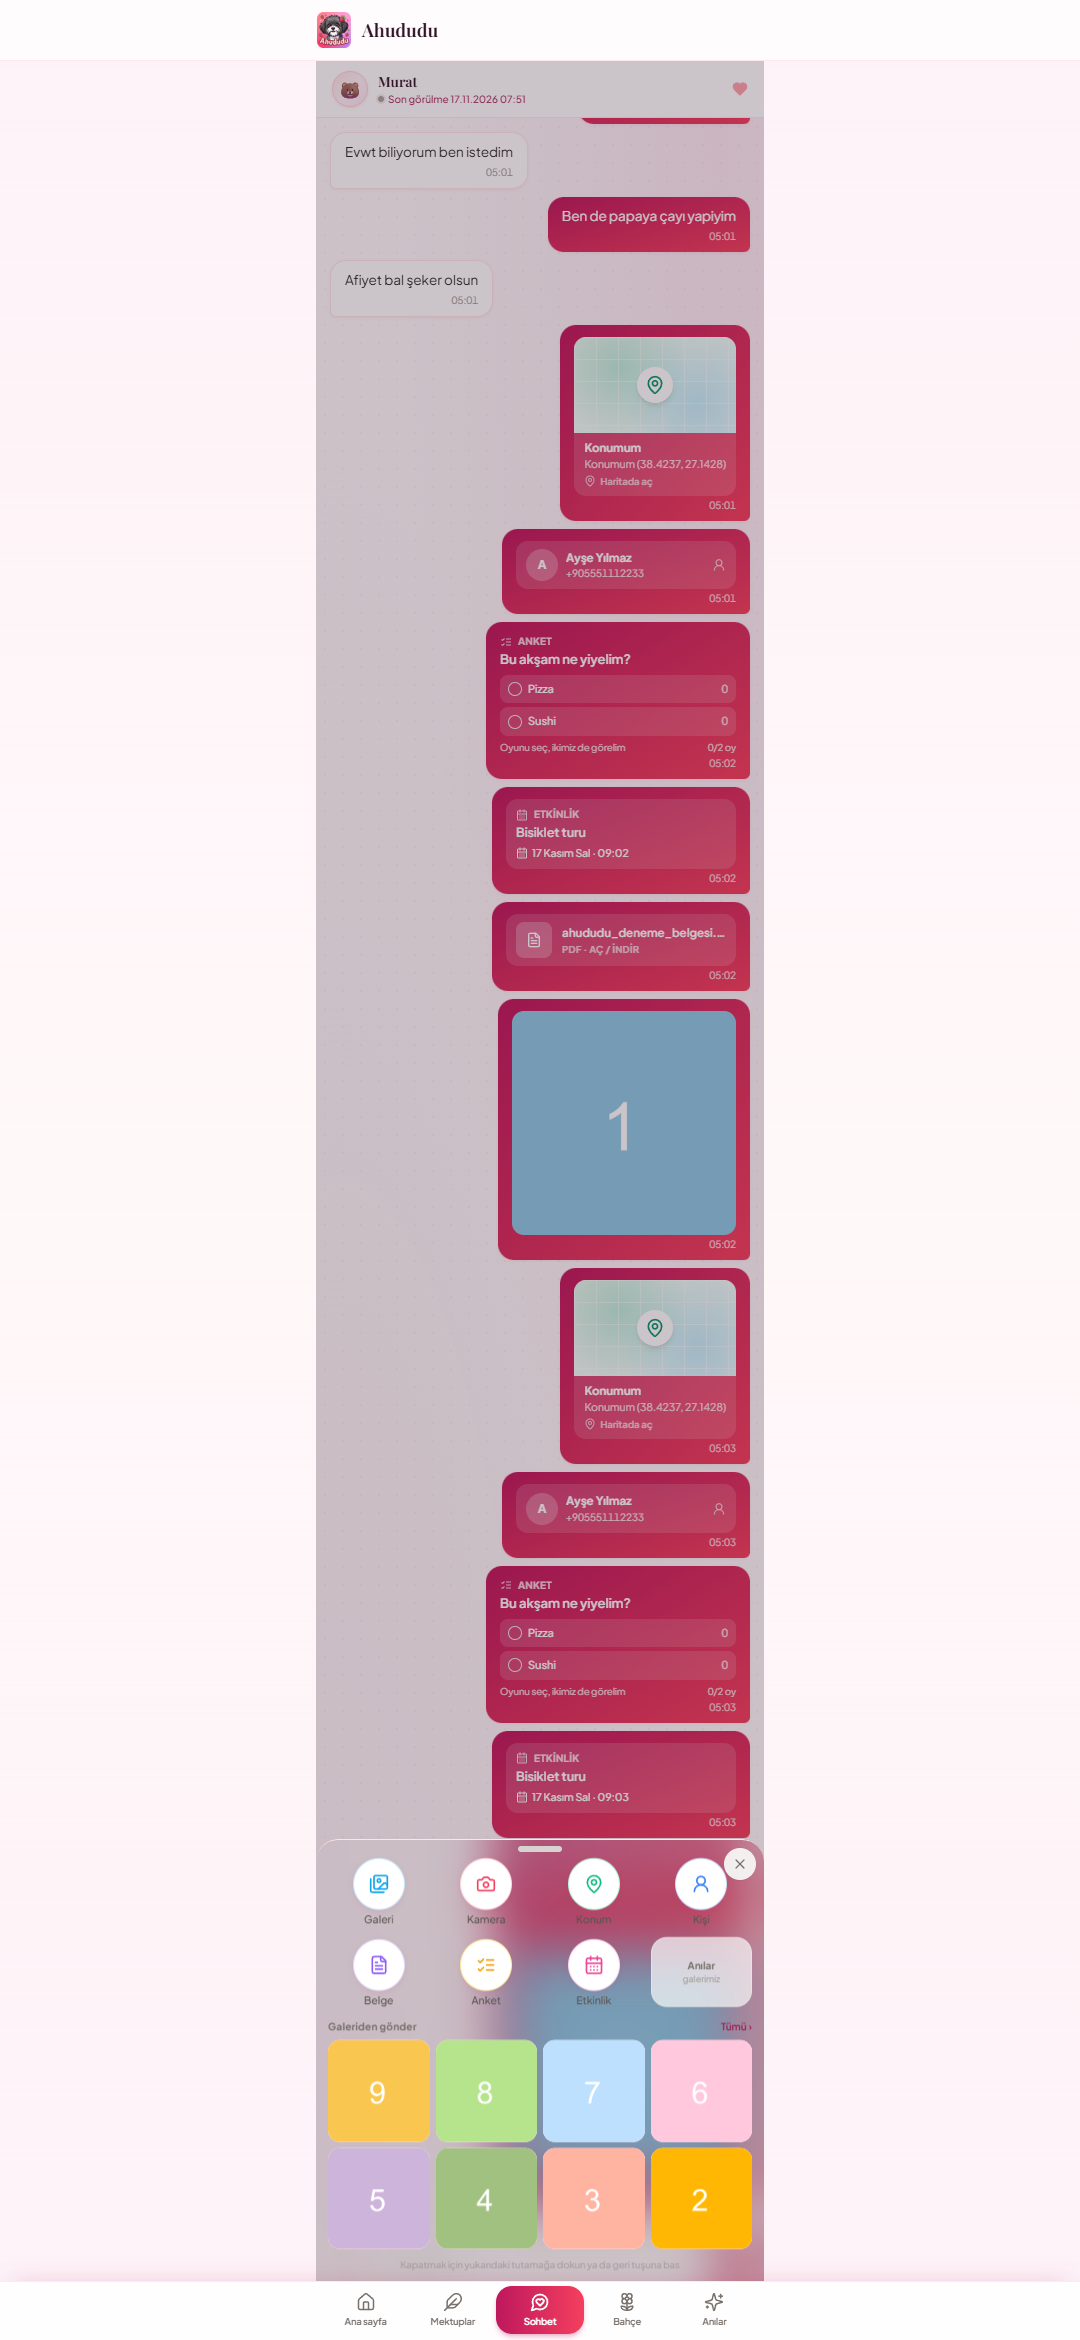 Ahududu
Ahududu
Murat
Son görülme 17.11.2026 07:51
Evwt biliyorum ben istedim
05:01
Ben de papaya çayı yapiyim
05:01
Afiyet bal şeker olsun
05:01
Konumum
Konumum (38.4237, 27.1428)
Haritada aç
05:01
A
Ayşe Yılmaz
+905551112233
05:01
ANKET
Bu akşam ne yiyelim?
Pizza 0
Sushi 0
Oyunu seç, ikimiz de görelim 0/2 oy
05:02
ETKİNLİK
Bisiklet turu
17 Kasım Sal · 09:02
05:02
ahududu_deneme_belgesi....
PDF · AÇ / İNDİR
05:02
1
05:02
Konumum
Konumum (38.4237, 27.1428)
Haritada aç
05:03
A
Ayşe Yılmaz
+905551112233
05:03
ANKET
Bu akşam ne yiyelim?
Pizza 0
Sushi 0
Oyunu seç, ikimiz de görelim 0/2 oy
05:03
ETKİNLİK
Bisiklet turu
17 Kasım Sal · 09:03
05:03
Galeri Kamera Konum Kişi
Belge Anket Etkinlik
Anılar
galerimiz
Galeriden gönder Tümü ›
9 8 7 6
5 4 3 2
Kapatmak için yukarıdaki tutamağa dokun ya da geri tuşuna bas
Ana sayfa Mektuplar Sohbet Bahçe Anılar